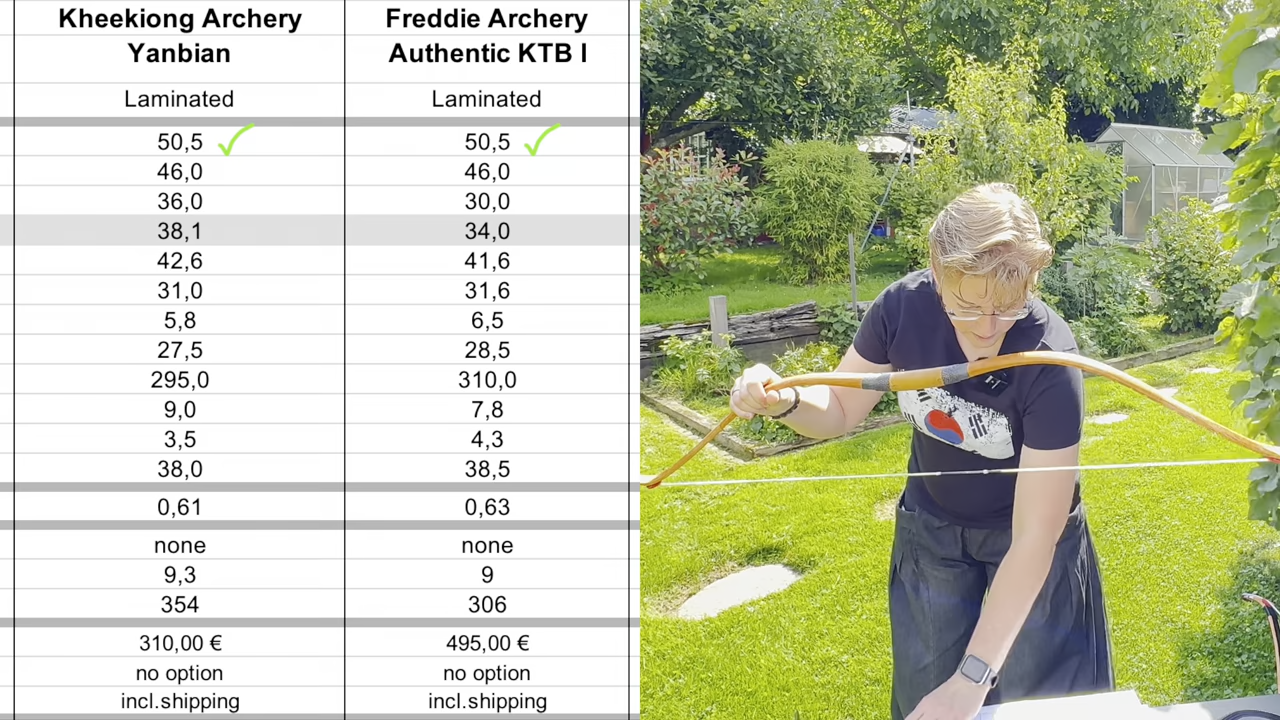 Kheekiong Archery Freddie Archery
Yanbian Authentic KTB I
Laminated Laminated
50,5 50,5
46,0 46,0
36,0 30,0
38,1 34,0
42,6 41,6
31,0 31,6
5,8 6,5
27,5 28,5
295,0 310,0
9,0 7,8
3,5 4,3
38,0 38,5
0,61 0,63
none none
9,3 9
354 306
310,00 € 495,00 €
no option no option
incl.shipping incl.shipping